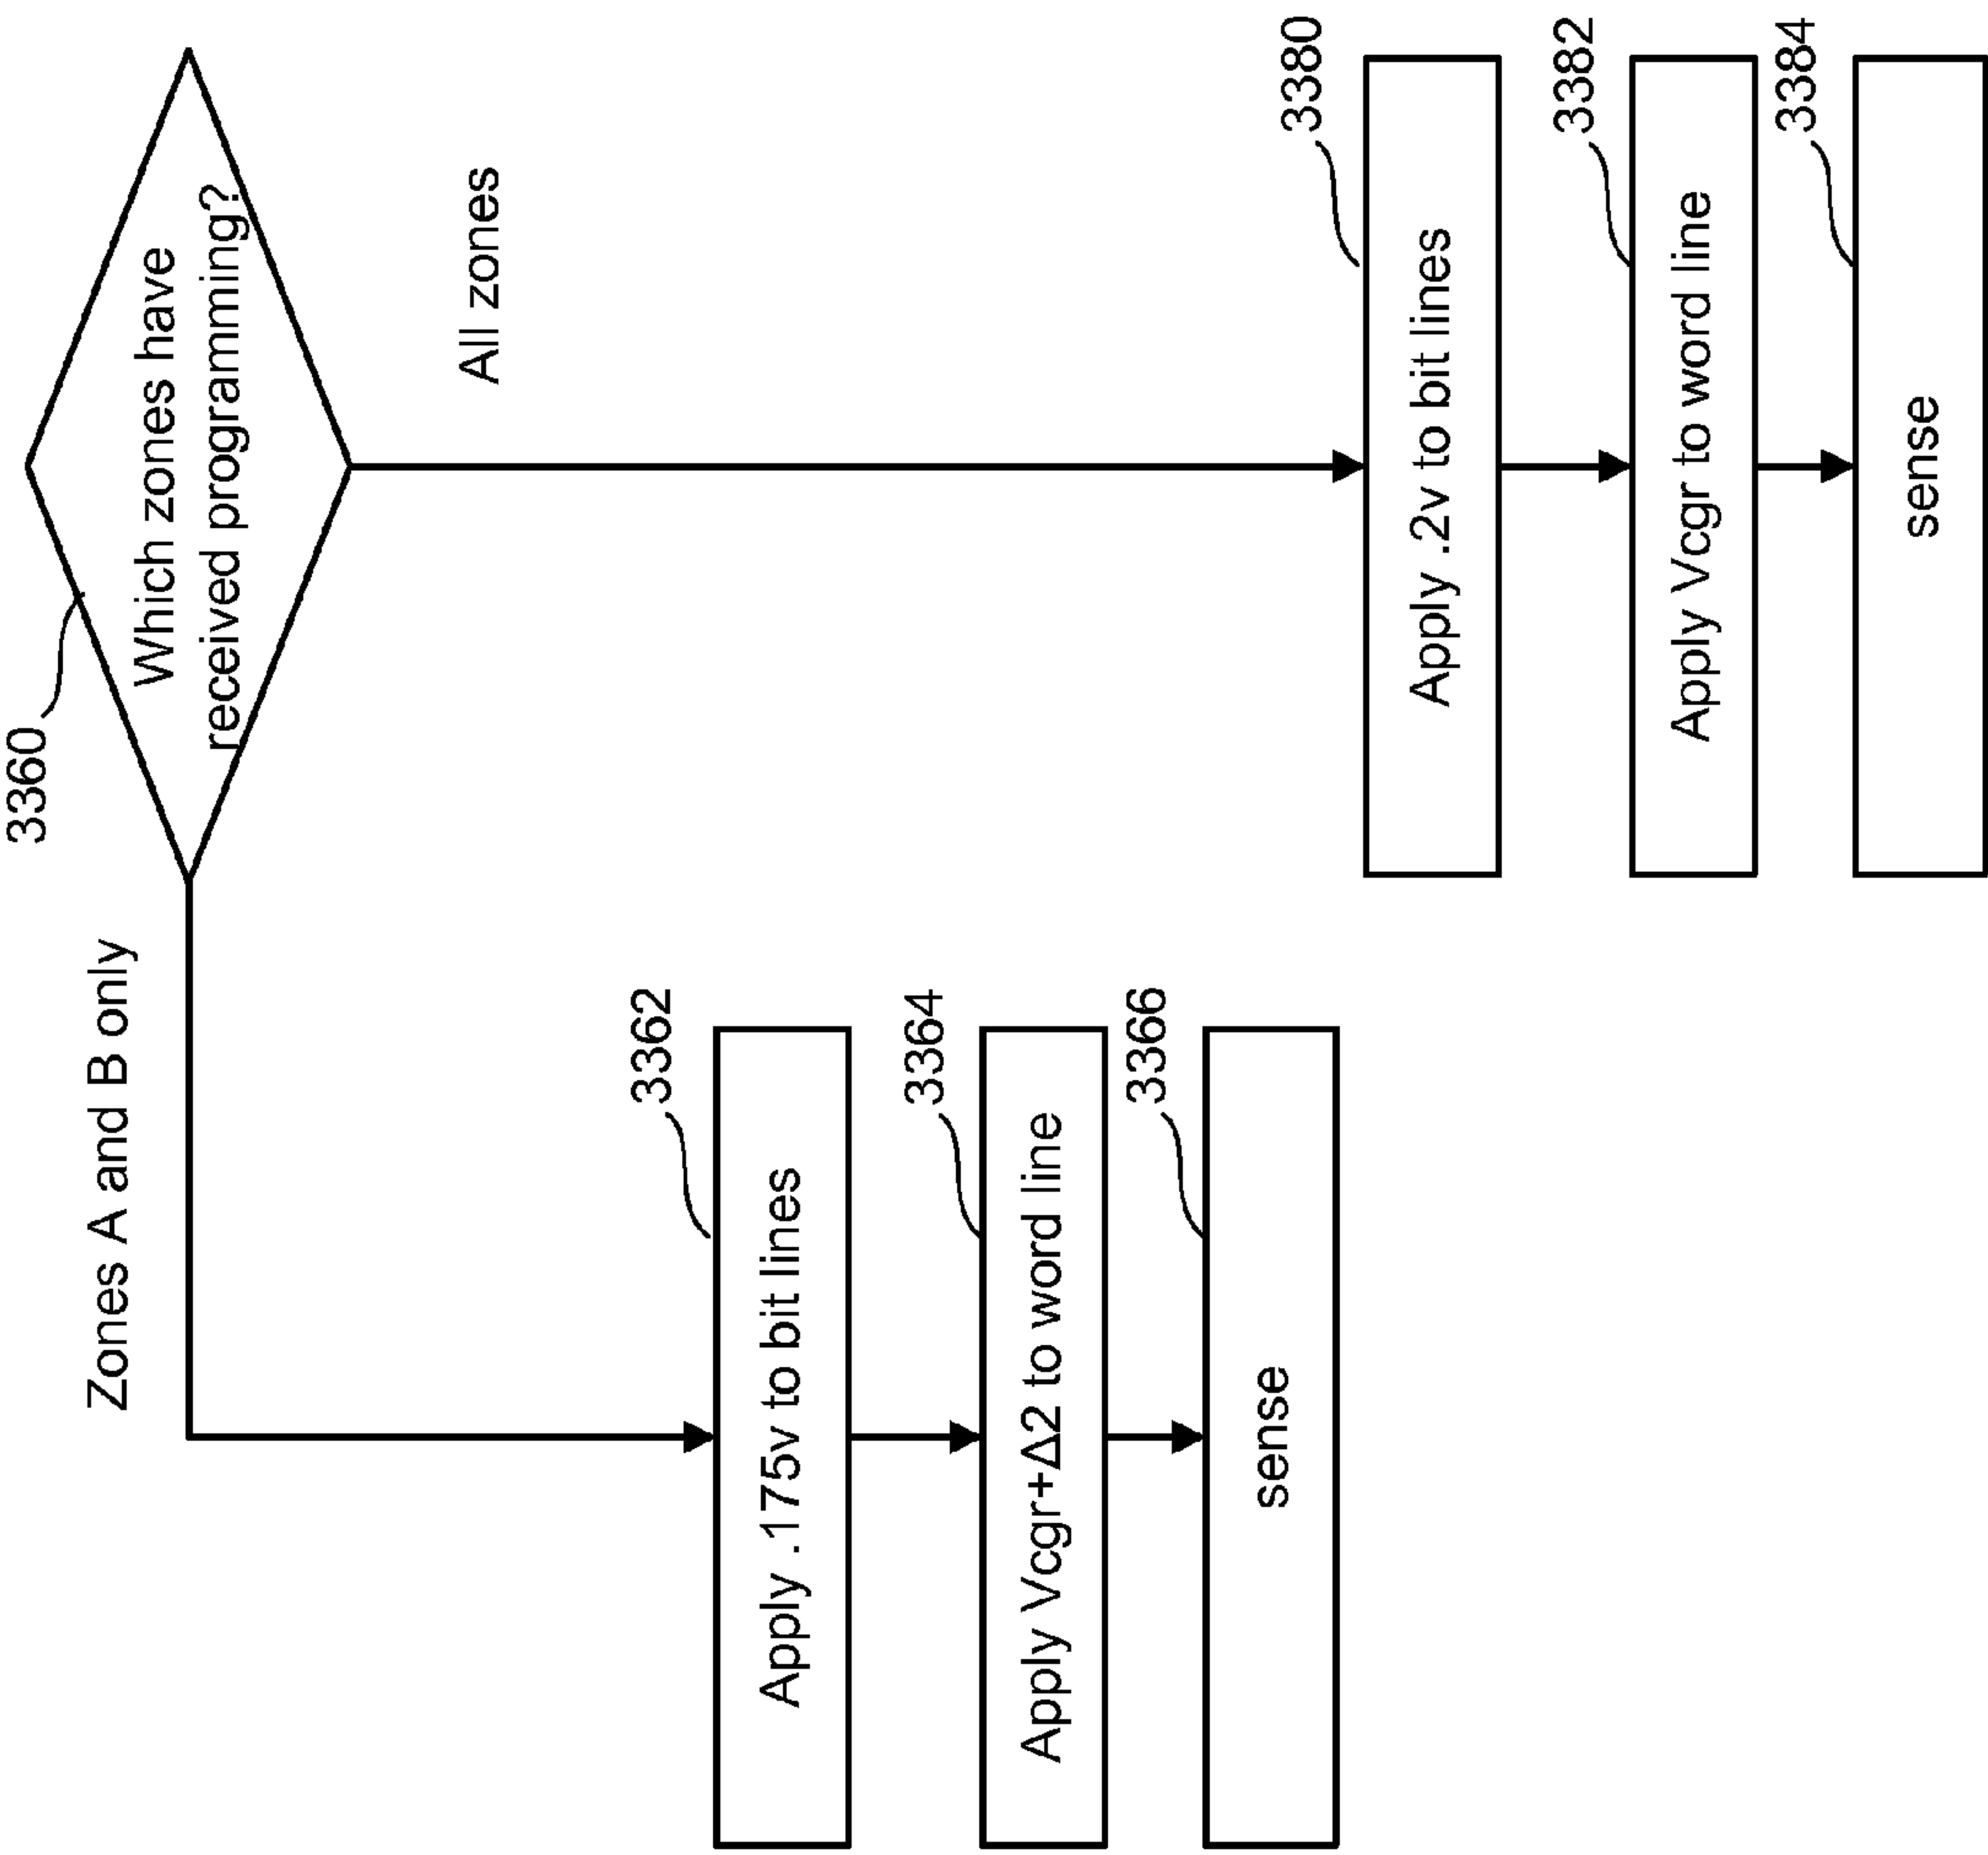 3360
Which zones have
received programming?
Zones A and B only
All zones
3362
Apply .175v to bit lines
3364
Apply Vcgr+Δ2 to word line
3366
sense
3380
Apply .2v to bit lines
3382
Apply Vcgr to word line
3384
sense